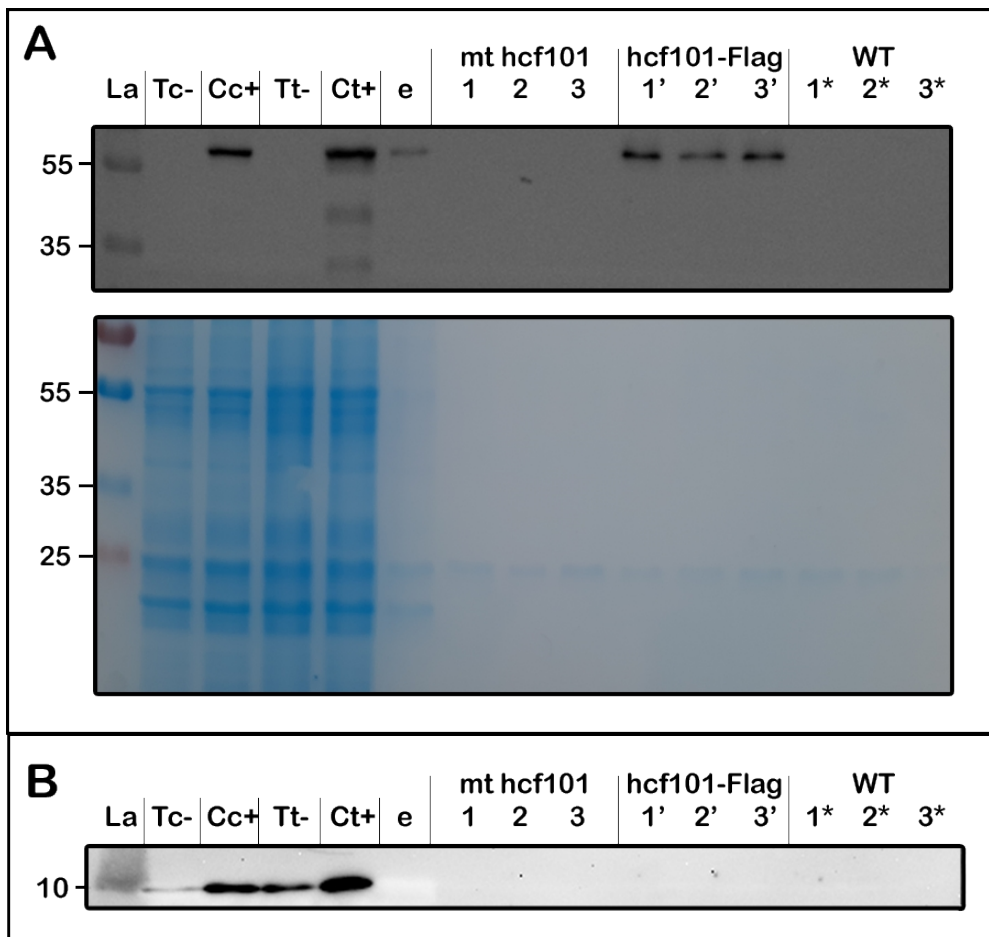 A
mt hcf101 hcf101-Flag WT
La Tc- Cc+ Tt- Ct+ e 1 2 3 1’ 2’ 3’ 1* 2* 3*
55
35
55
35
25
B
mt hcf101 hcf101-Flag WT
La Tc- Cc+ Tt- Ct+ e 1 2 3 1’ 2’ 3’ 1* 2* 3*
10